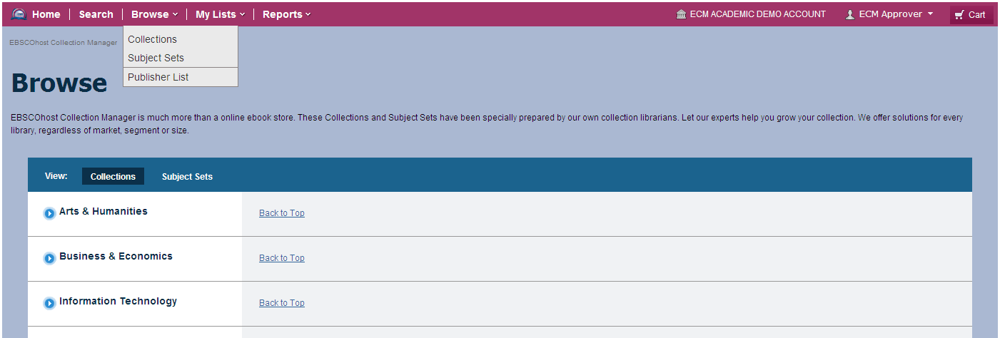 Home Search Browse My Lists Reports ECM ACADEMIC DEMO ACCOUNT ECM Approver Cart
Collections
EBSCOhost Collection Manager
Subject Sets
Publisher List
Browse
EBSCOhost Collection Manager is much more than a online ebook store. These Collections and Subject Sets have been specially prepared by our own collection librarians. Let our experts help you grow your collection. We offer solutions for every
library, regardless of market, segment or size.
View: Collections Subject Sets
Arts & Humanities Back to Top
Business & Economics Back to Top
Information Technology Back to Top